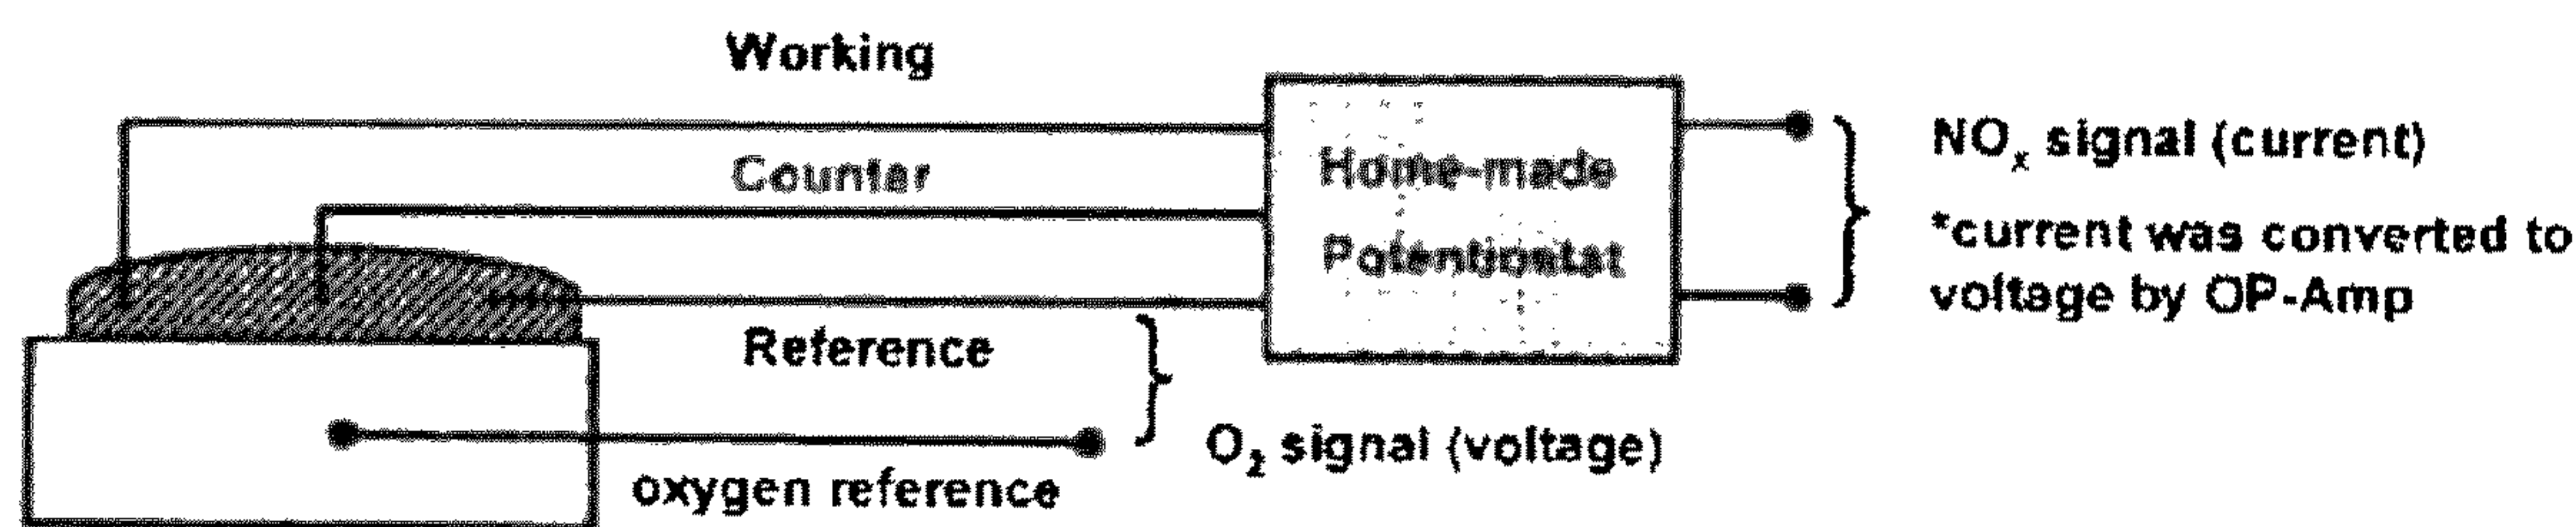 Working
Counter
Home-made
Potentiostat
NOₓ signal (current)
*current was converted to
voltage by OP-Amp
Reference
oxygen reference
O₂ signal (voltage)